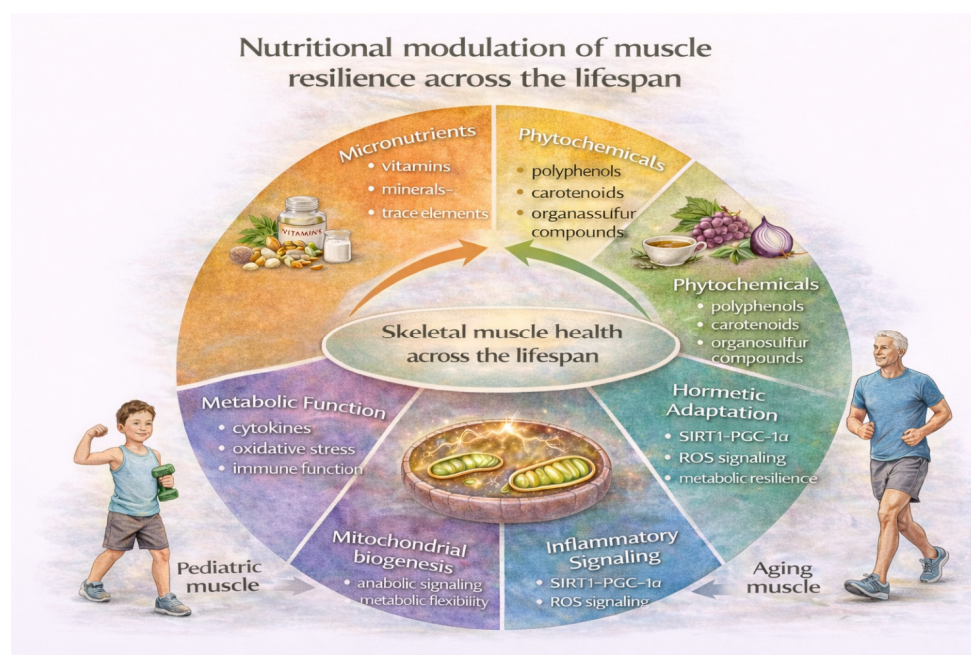 Nutritional modulation of muscle
resilience across the lifespan
Micronutrients
• vitamins
• minerals–
• trace elements
VITAMINS
Phytochemicals
• polyphenols
• carotenoids
• organassulfur
compounds
Phytochemicals
• polyphenols
• carotenoids
• organosulfur
compounds
Skeletal muscle health
across the lifespan
Metabolic Function
• cytokines
• oxidative stress
• immune function
Hormetic
Adaptation
• SIRT1–PGC–1α
• ROS signaling
• metabolic resilience
Mitochondrial
biogenesis
• anabolic signaling
metabolic flexibility
Inflammatory
Signaling
• SIRT1–PGC–1α
• ROS signaling
Pediatric
muscle
Aging
muscle